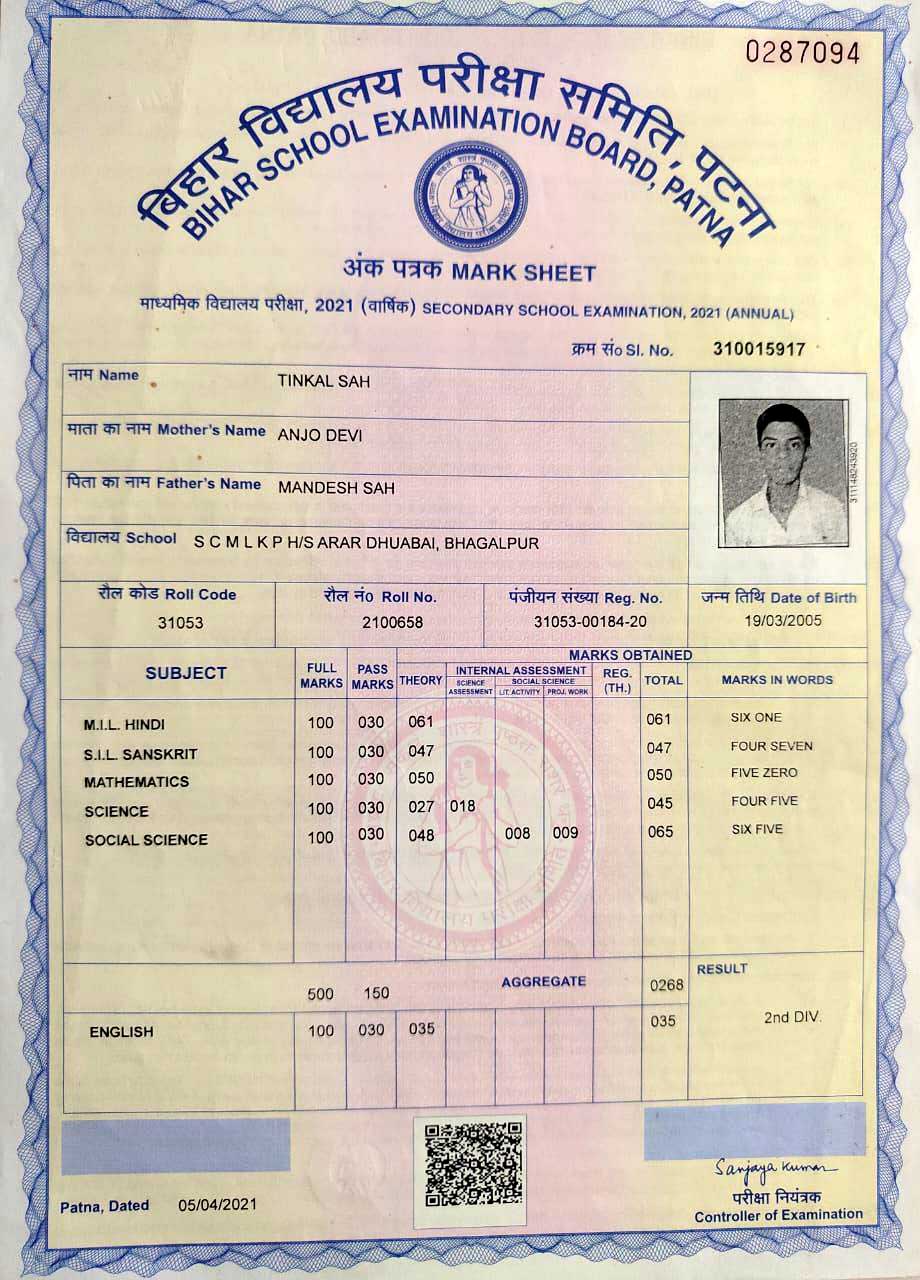 0287094
बिहार विद्यालय परीक्षा समिति, पटना
BIHAR SCHOOL EXAMINATION BOARD, PATNA
अंक पत्रक MARK SHEET
माध्यमिक विद्यालय परीक्षा, 2021 (वार्षिक) SECONDARY SCHOOL EXAMINATION, 2021 (ANNUAL)
क्रम सं० Sl. No. 310015917
नाम Name TINKAL SAH
माता का नाम Mother's Name ANJO DEVI
पिता का नाम Father's Name MANDESH SAH
311148243920
विद्यालय School S C M L K P H/S ARAR DHUABAI, BHAGALPUR
रौल कोड Roll Code रौल नं० Roll No. पंजीयन संख्या Reg. No. जन्म तिथि Date of Birth
31053 2100658 31053-00184-20 19/03/2005
SUBJECT FULL MARKS PASS MARKS MARKS OBTAINED
THEORY INTERNAL ASSESSMENT REG. (TH.) TOTAL MARKS IN WORDS
SCIENCE ASSESSMENT SOCIAL SCIENCE
LIT. ACTIVITY PROJ. WORK
M.I.L. HINDI 100 030 061 061 SIX ONE
S.I.L. SANSKRIT 100 030 047 047 FOUR SEVEN
MATHEMATICS 100 030 050 050 FIVE ZERO
SCIENCE 100 030 027 018 045 FOUR FIVE
SOCIAL SCIENCE 100 030 048 008 009 065 SIX FIVE
500 150 AGGREGATE 0268 RESULT
ENGLISH 100 030 035 035 2nd DIV.
Sanjaya Kumar
Patna, Dated 05/04/2021 परीक्षा नियंत्रक
Controller of Examination